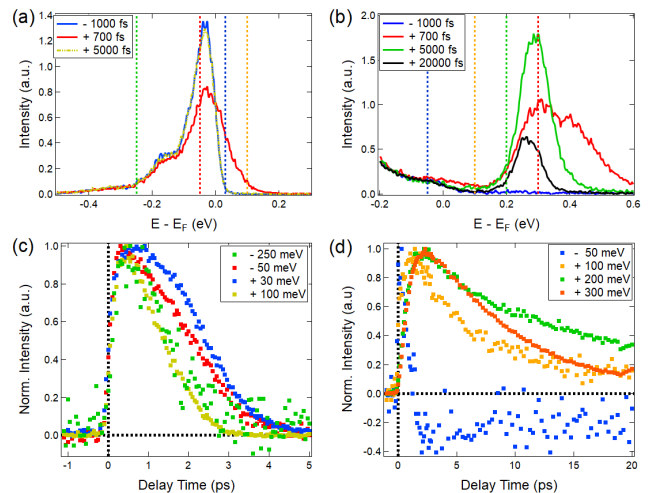 (a)
1.4
1.2
1.0
0.8
0.6
0.4
0.2
0.0
Intensity (a.u.)
- 1000 fs
+ 700 fs
+ 5000 fs
-0.4
-0.2
0.0
0.2
E - EF (eV)
(b)
2.0
1.5
1.0
0.5
0.0
Intensity (a.u.)
- 1000 fs
+ 700 fs
+ 5000 fs
+ 20000 fs
-0.2
0.0
0.2
0.4
0.6
E - EF (eV)
(c)
1.0
0.8
0.6
0.4
0.2
0.0
Norm. Intensity (a.u)
- 250 meV
- 50 meV
+ 30 meV
+ 100 meV
-1
0
1
2
3
4
5
Delay Time (ps)
(d)
1.0
0.8
0.6
0.4
0.2
0.0
-0.2
-0.4
Norm. Intensity (a.u.)
- 50 meV
+ 100 meV
+ 200 meV
+ 300 meV
0
5
10
15
20
Delay Time (ps)